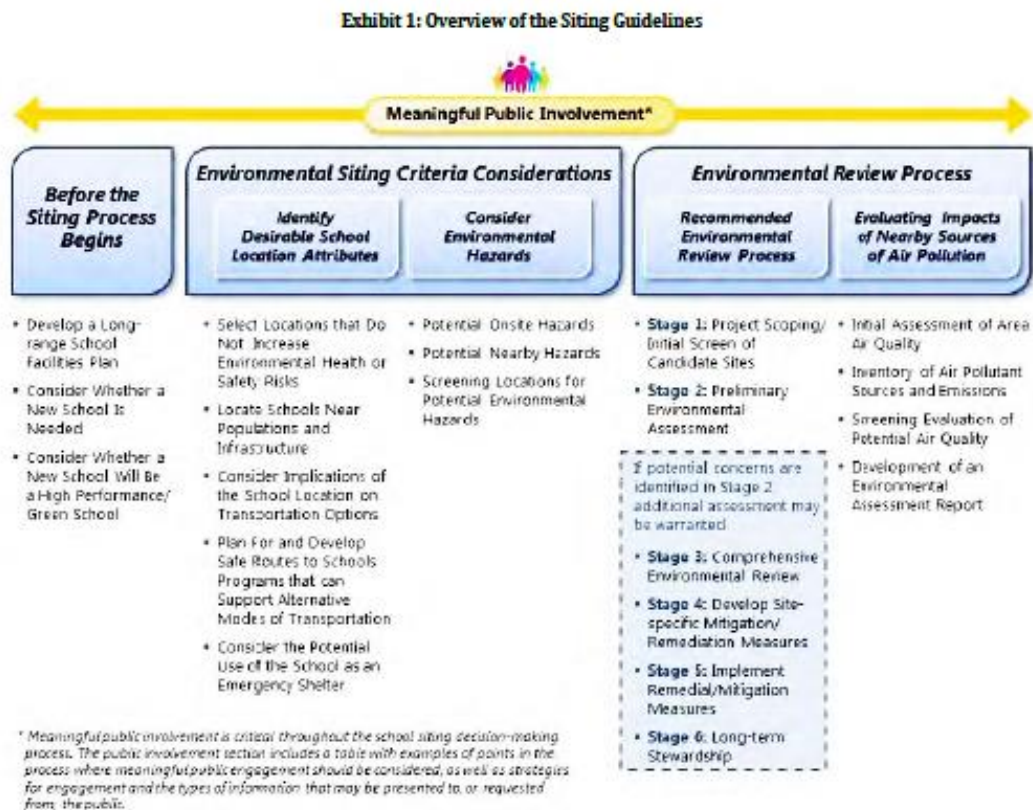 Exhibit 1: Overview of the Siting Guidelines
Meaningful Public Involvement*
Before the
Siting Process
Begins
• Develop a Long-
range School
Facilities Plan
• Consider Whether a
New School Is
Needed
• Consider Whether a
New School Will Be
a High Performance/
Green School
Environmental Siting Criteria Considerations
Identify
Desirable School
Location Attributes
• Select Locations that Do
Not Increase
Environmental Health or
Safety Risks
• Locate Schools Near
Populations and
Infrastructure
• Consider Implications of
the School Location on
Transportation Options
• Plan For and Develop
Safe Routes to Schools
Programs that can
Support Alternative
Modes of Transportation
• Consider the Potential
Use of the School as an
Emergency Shelter
Consider
Environmental
Hazards
• Potential Onsite Hazards
• Potential Nearby Hazards
• Screening Locations for
Potential Environmental
Hazards
Environmental Review Process
Recommended
Environmental
Review Process
• Stage 1: Project Scoping/
Initial Screen of
Candidate Sites
• Stage 2: Preliminary
Environmental
Assessment
If potential concerns are
identified in Stage 2
additional assessment may
be warranted
• Stage 3: Comprehensive
Environmental Review
• Stage 4: Develop Site-
specific Mitigation/
Remediation Measures
• Stage 5: Implement
Remedial/Mitigation
Measures
• Stage 6: Long-term
Stewardship
Evaluating Impacts
of Nearby Sources
of Air Pollution
• Initial Assessment of Area
Air Quality
• Inventory of Air Pollutant
Sources and Emissions
• Screening Evaluation of
Potential Air Quality
• Development of an
Environmental
Assessment Report
* Meaningful public involvement is critical throughout the school siting decision-making
process. The public involvement section includes a table with examples of points in the
process where meaningful public engagement should be considered, as well as strategies
for engagement and the types of information that may be presented to, or requested
from, the public.